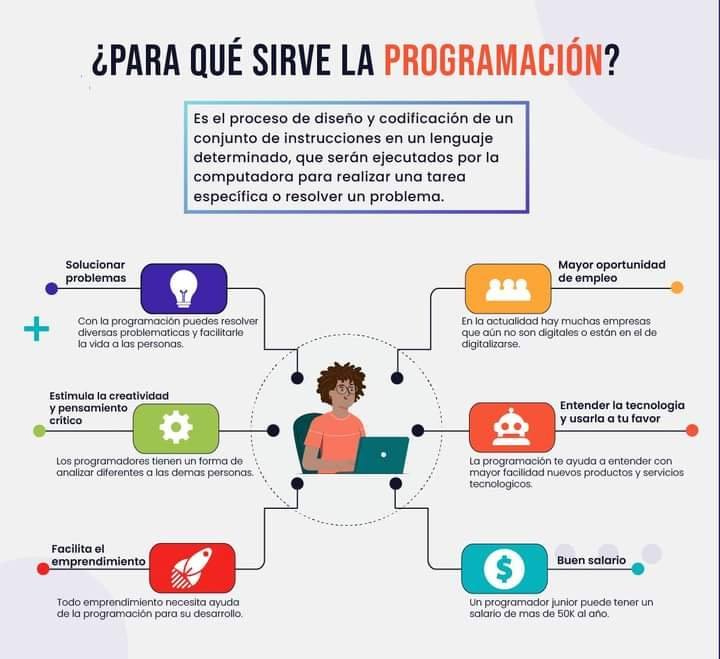 ¿PARA QUÉ SIRVE LA PROGRAMACIÓN?
Es el proceso de diseño y codificación de un
conjunto de instrucciones en un lenguaje
determinado, que serán ejecutados por la
computadora para realizar una tarea
específica o resolver un problema.
Solucionar
problemas
Con la programación puedes resolver
diversas problematicas y facilitarle
la vida a las personas.
Estimula la creatividad
y pensamiento
crítico
Los programadores tienen un forma de
analizar diferentes a las demas personas.
Facilita el
emprendimiento
Todo emprendimiento necesita ayuda
de la programación para su desarrollo.
Mayor oportunidad
de empleo
En la actualidad hay muchas empresas
que aún no son digitales o están en el de
digitalizarse.
Entender la tecnologia
y usarla a tu favor
La programación te ayuda a entender con
mayor facilidad nuevos productos y servicios
tecnologicos.
Buen salario
$
Un programador junior puede tener un
salario de mas de 50K al año.